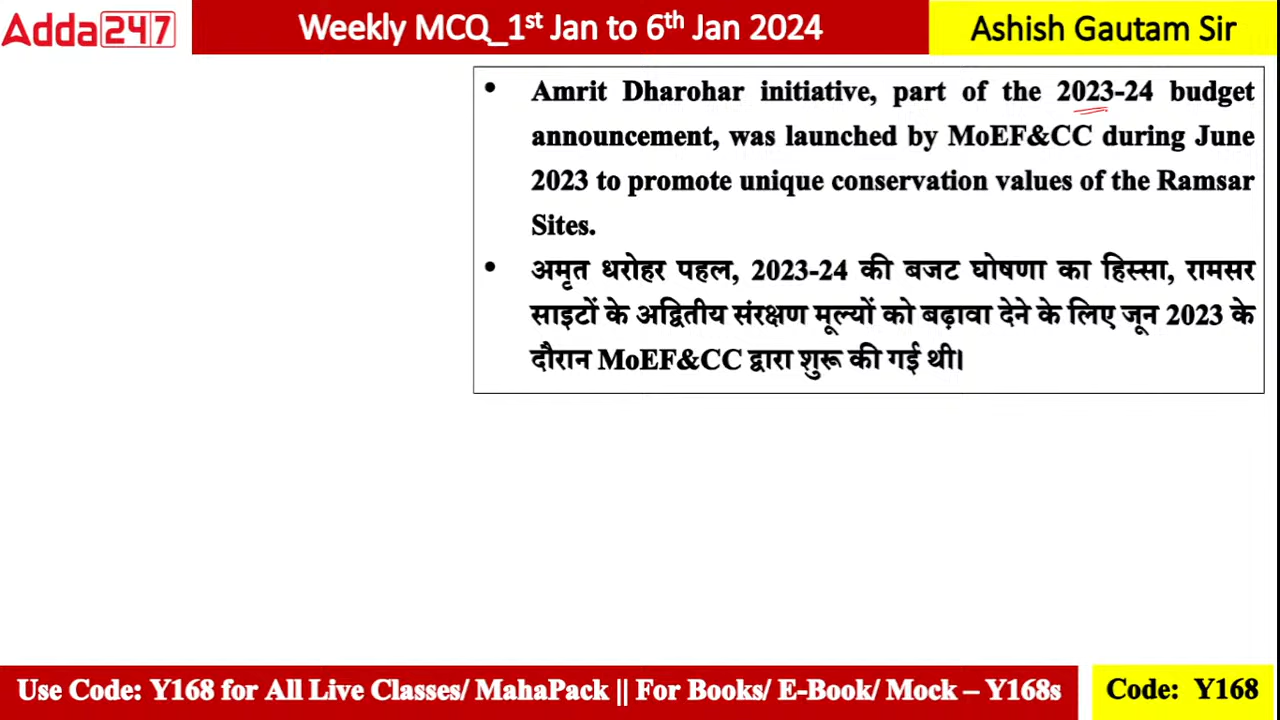 Adda247
Weekly MCQ_1st Jan to 6th Jan 2024
Ashish Gautam Sir
• Amrit Dharohar initiative, part of the 2023-24 budget
announcement, was launched by MoEF&CC during June
2023 to promote unique conservation values of the Ramsar
Sites.
• अमृत धरोहर पहल, 2023-24 की बजट घोषणा का हिस्सा, रामसर
साइटों के अद्वितीय संरक्षण मूल्यों को बढ़ावा देने के लिए जून 2023 के
दौरान MoEF&CC द्वारा शुरू की गई थी।
Use Code: Y168 for All Live Classes/ MahaPack || For Books/ E-Book/ Mock – Y168s
Code: Y168